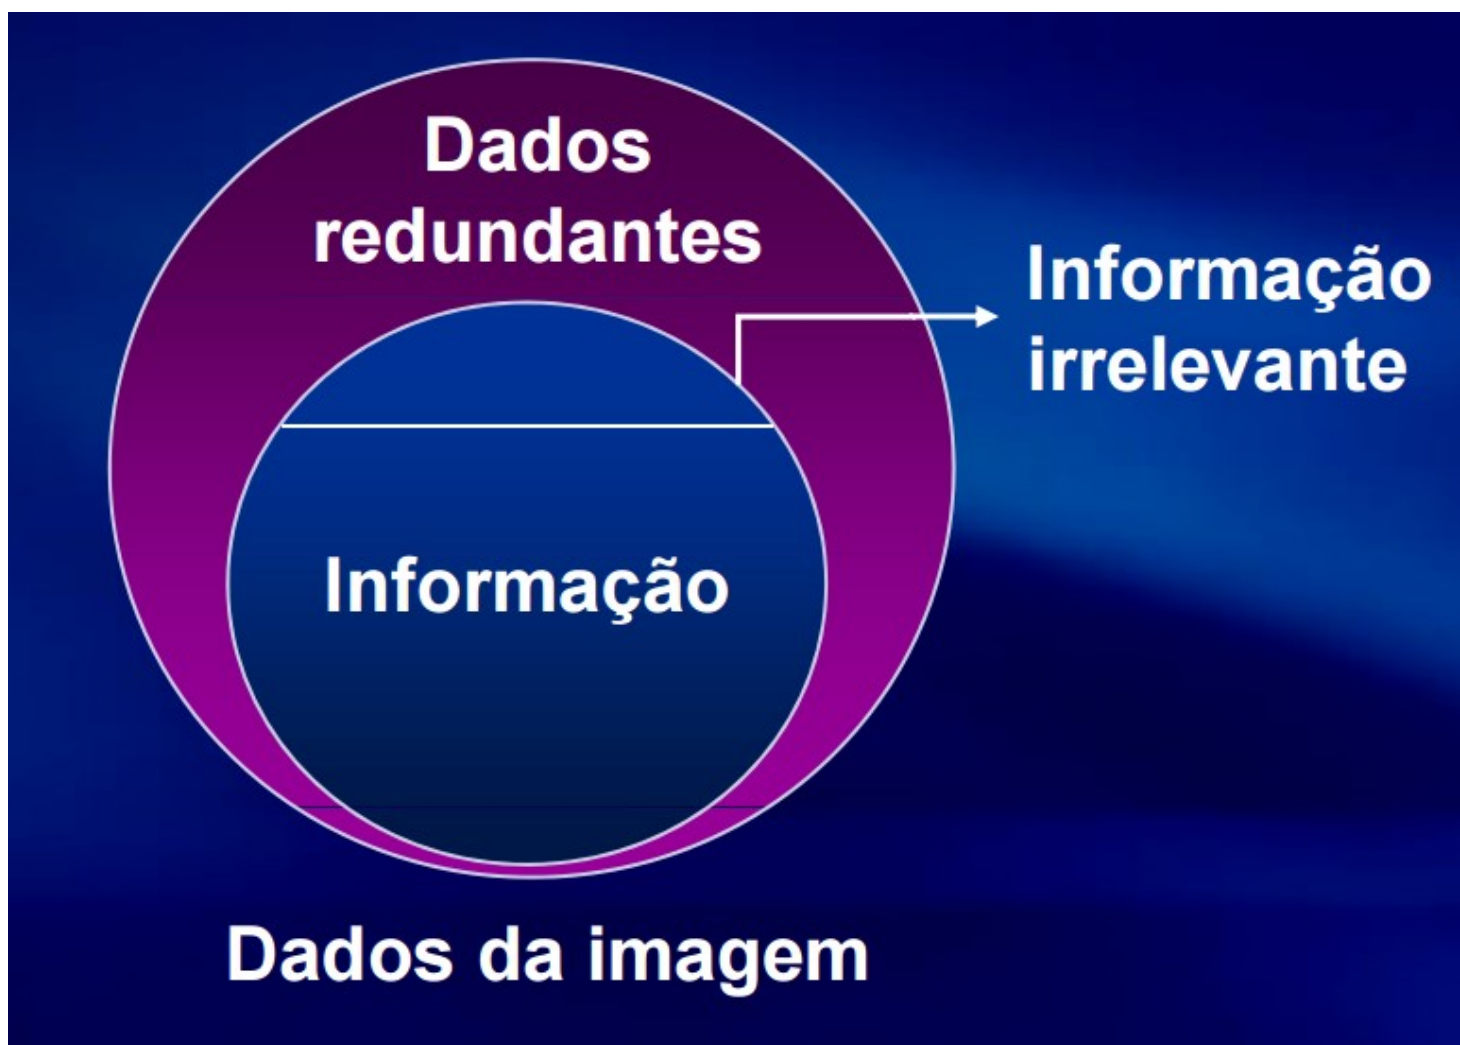 Dados
redundantes
Informação
irrelevante
Informação
Dados da imagem